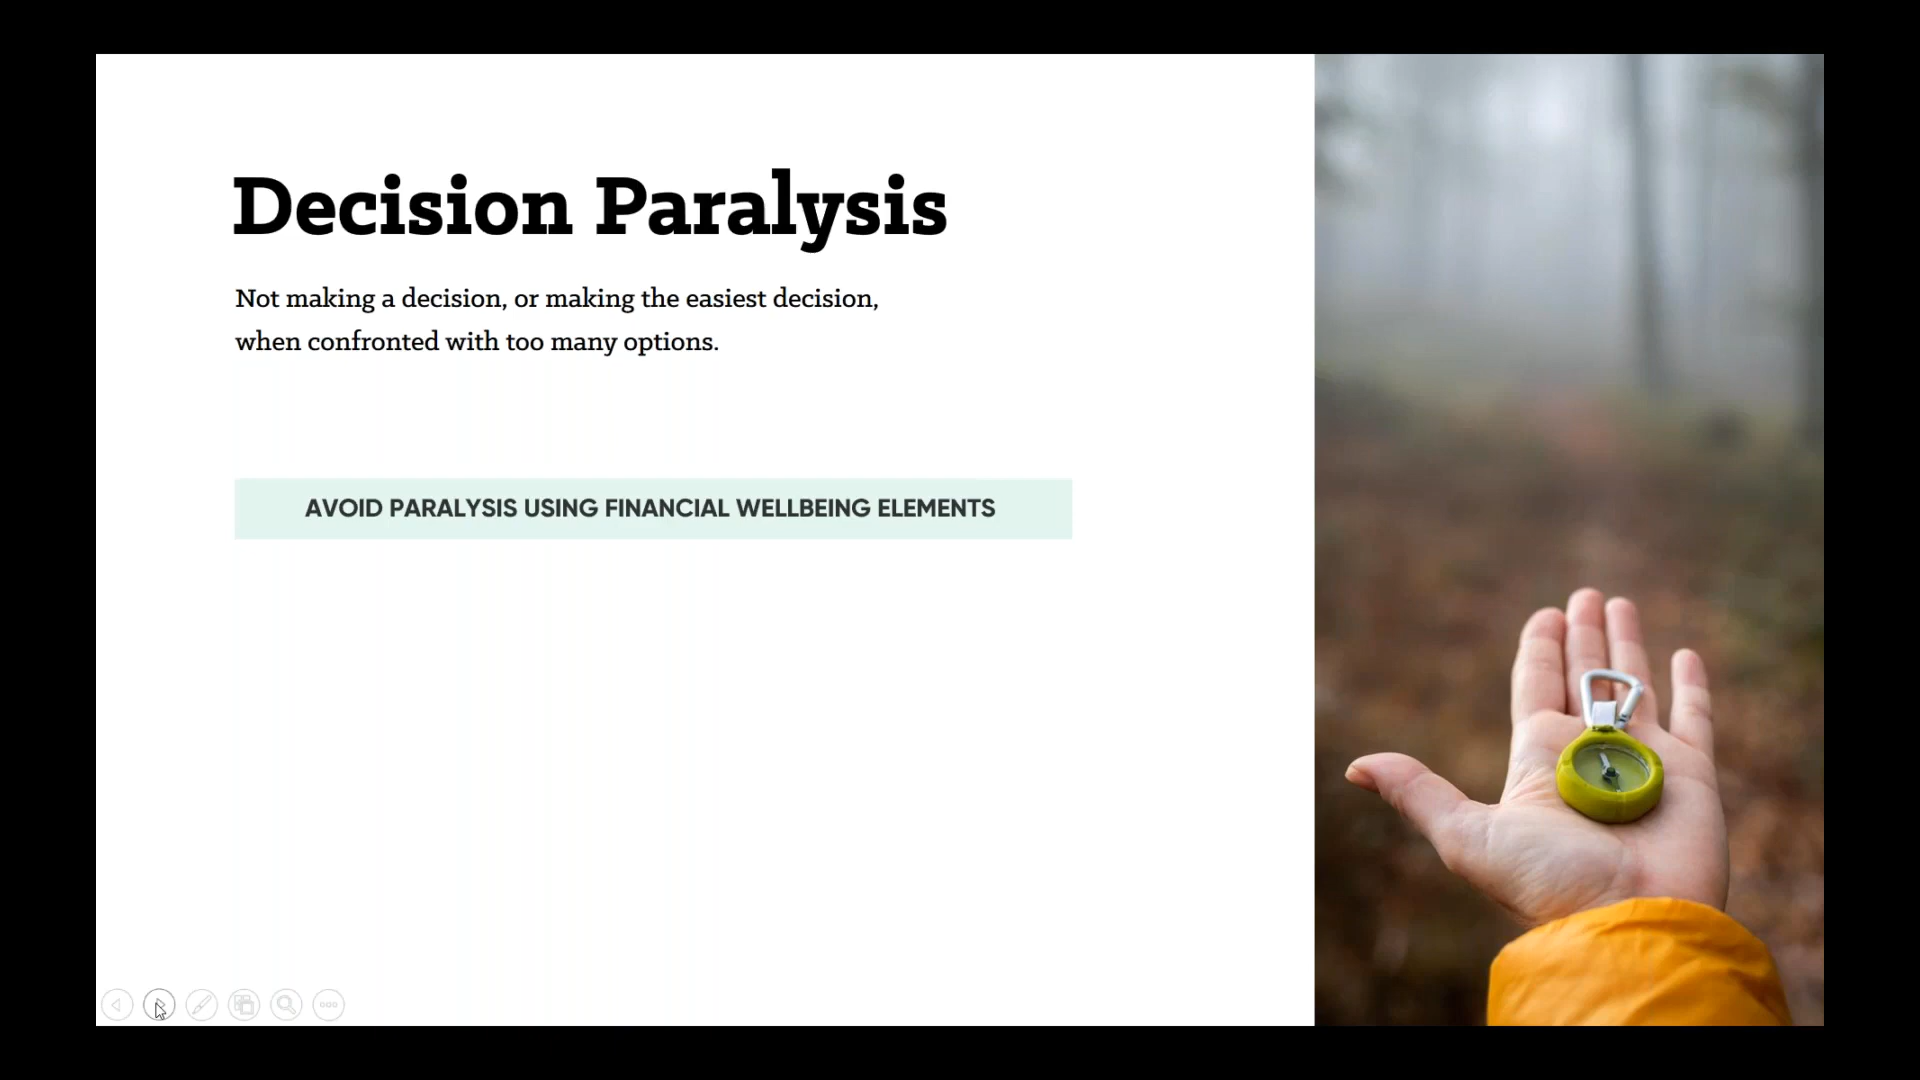 Decision Paralysis
Not making a decision, or making the easiest decision,
when confronted with too many options.
AVOID PARALYSIS USING FINANCIAL WELLBEING ELEMENTS